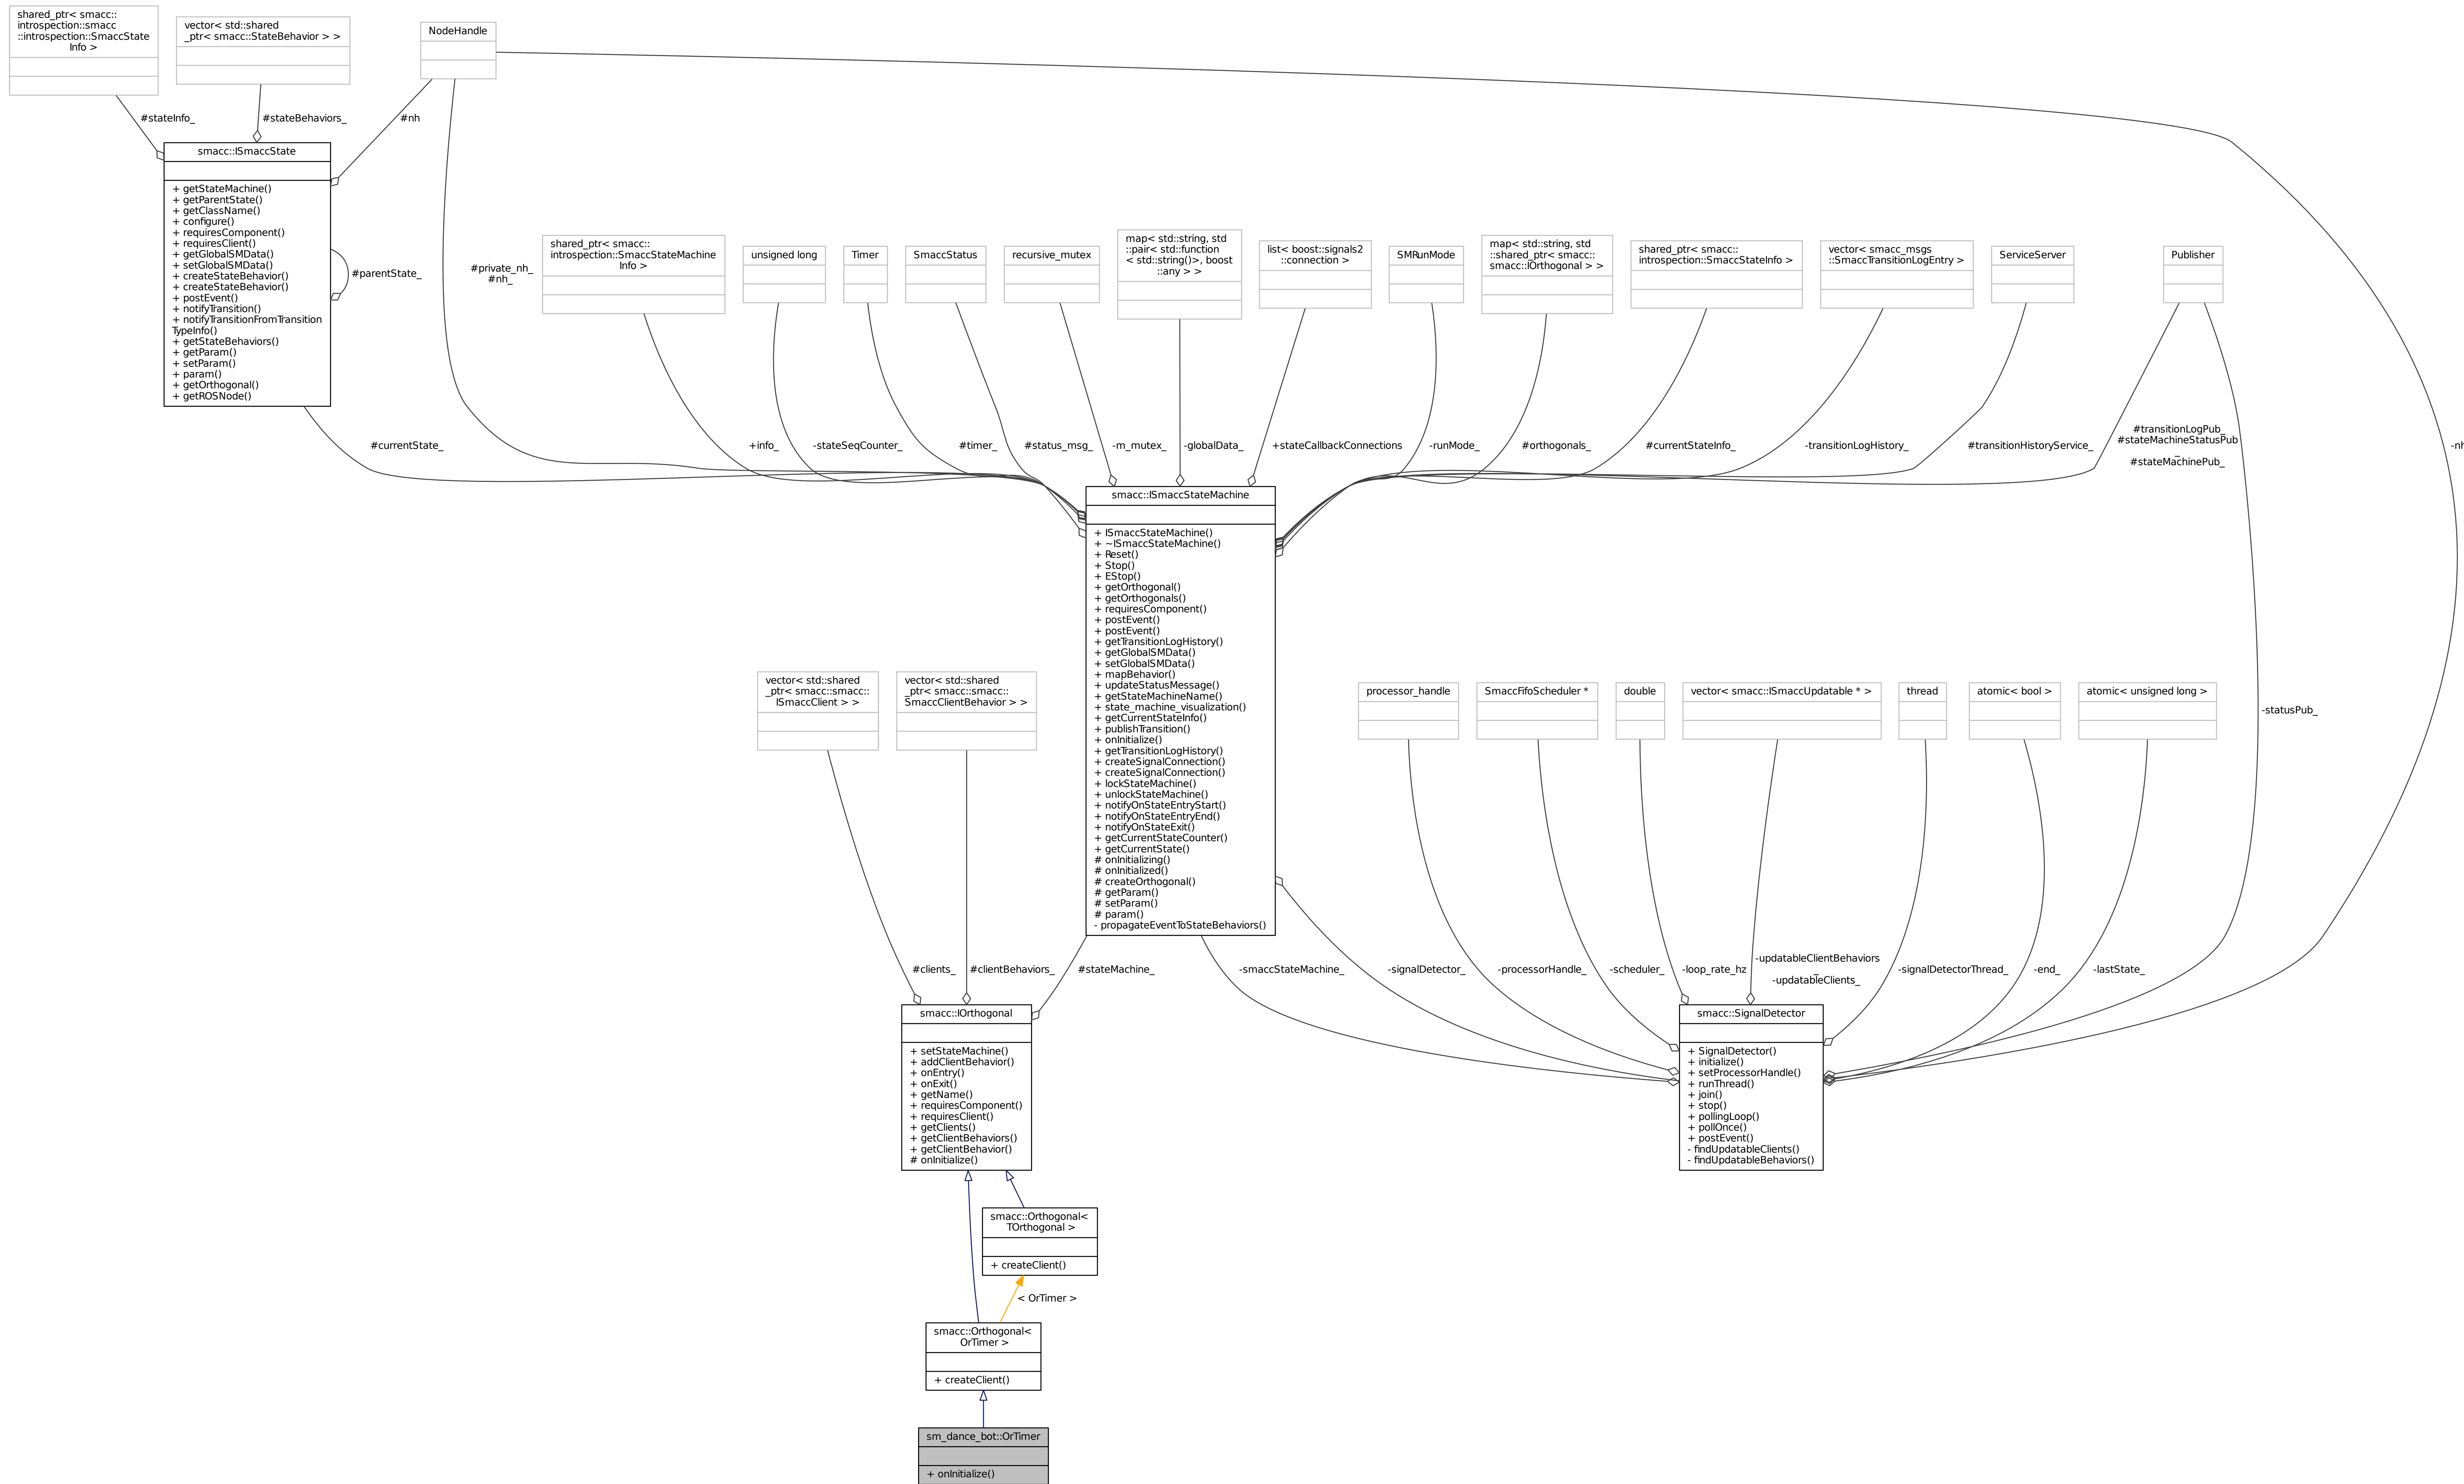 shared_ptr< smacc::
introspection::smacc
::introspection::SmaccState
Info >
vector< std::shared
_ptr< smacc::StateBehavior > >
NodeHandle
#stateInfo_
#stateBehaviors_
#nh
smacc::ISmaccState
+ getStateMachine()
+ getParentState()
+ getClassName()
+ configure()
+ requiresComponent()
+ requiresClient()
+ getGlobalSMData()
+ setGlobalSMData()
+ createStateBehavior()
+ createStateBehavior()
+ postEvent()
+ notifyTransition()
+ notifyTransitionFromTransition
TypeInfo()
+ getStateBehaviors()
+ getParam()
+ setParam()
+ param()
+ getOrthogonal()
+ getROSNode()
#parentState_
#private_nh_
#nh_
shared_ptr< smacc::
introspection::SmaccStateMachine
Info >
unsigned long
Timer
SmaccStatus
recursive_mutex
map< std::string, std
::pair< std::function
< std::string()>, boost
::any > >
list< boost::signals2
::connection >
SMRunMode
map< std::string, std
::shared_ptr< smacc::
smacc::IOrthogonal > >
shared_ptr< smacc::
introspection::SmaccStateInfo >
vector< smacc_msgs
::SmaccTransitionLogEntry >
ServiceServer
Publisher
#currentState_
+info_
-stateSeqCounter_
#timer_
#status_msg_
-m_mutex_
-globalData_
+stateCallbackConnections
-runMode_
#orthogonals_
#currentStateInfo_
-transitionLogHistory_
#transitionHistoryService_
#transitionLogPub_
#stateMachineStatusPub
_
#stateMachinePub_
smacc::ISmaccStateMachine
+ ISmaccStateMachine()
+ ~ISmaccStateMachine()
+ Reset()
+ Stop()
+ EStop()
+ getOrthogonal()
+ getOrthogonals()
+ requiresComponent()
+ postEvent()
+ postEvent()
+ getTransitionLogHistory()
+ getGlobalSMData()
+ setGlobalSMData()
+ mapBehavior()
+ updateStatusMessage()
+ getStateMachineName()
+ state_machine_visualization()
+ getCurrentStateInfo()
+ publishTransition()
+ onInitialize()
+ getTransitionLogHistory()
+ createSignalConnection()
+ createSignalConnection()
+ lockStateMachine()
+ unlockStateMachine()
+ notifyOnStateEntryStart()
+ notifyOnStateEntryEnd()
+ notifyOnStateExit()
+ getCurrentStateCounter()
+ getCurrentState()
# onInitializing()
# onInitialized()
# createOrthogonal()
# getParam()
# setParam()
# param()
- propagateEventToStateBehaviors()
vector< std::shared
_ptr< smacc::smacc::
ISmaccClient > >
vector< std::shared
_ptr< smacc::smacc::
SmaccClientBehavior > >
processor_handle
SmaccFifoScheduler *
double
vector< smacc::ISmaccUpdatable * >
thread
atomic< bool >
atomic< unsigned long >
-statusPub_
#clients_
#clientBehaviors_
#stateMachine_
-smaccStateMachine_
-signalDetector_
-processorHandle_
-scheduler_
-loop_rate_hz
-updatableClientBehaviors
_
-updatableClients_
-signalDetectorThread_
-end_
-lastState_
smacc::IOrthogonal
+ setStateMachine()
+ addClientBehavior()
+ onEntry()
+ onExit()
+ getName()
+ requiresComponent()
+ requiresClient()
+ getClients()
+ getClientBehaviors()
+ getClientBehavior()
# onInitialize()
smacc::SignalDetector
+ SignalDetector()
+ initialize()
+ setProcessorHandle()
+ runThread()
+ join()
+ stop()
+ pollingLoop()
+ pollOnce()
+ postEvent()
- findUpdatableClients()
- findUpdatableBehaviors()
smacc::Orthogonal<
TOrthogonal >
+ createClient()
< OrTimer >
smacc::Orthogonal<
OrTimer >
+ createClient()
sm_dance_bot::OrTimer
+ onInitialize()